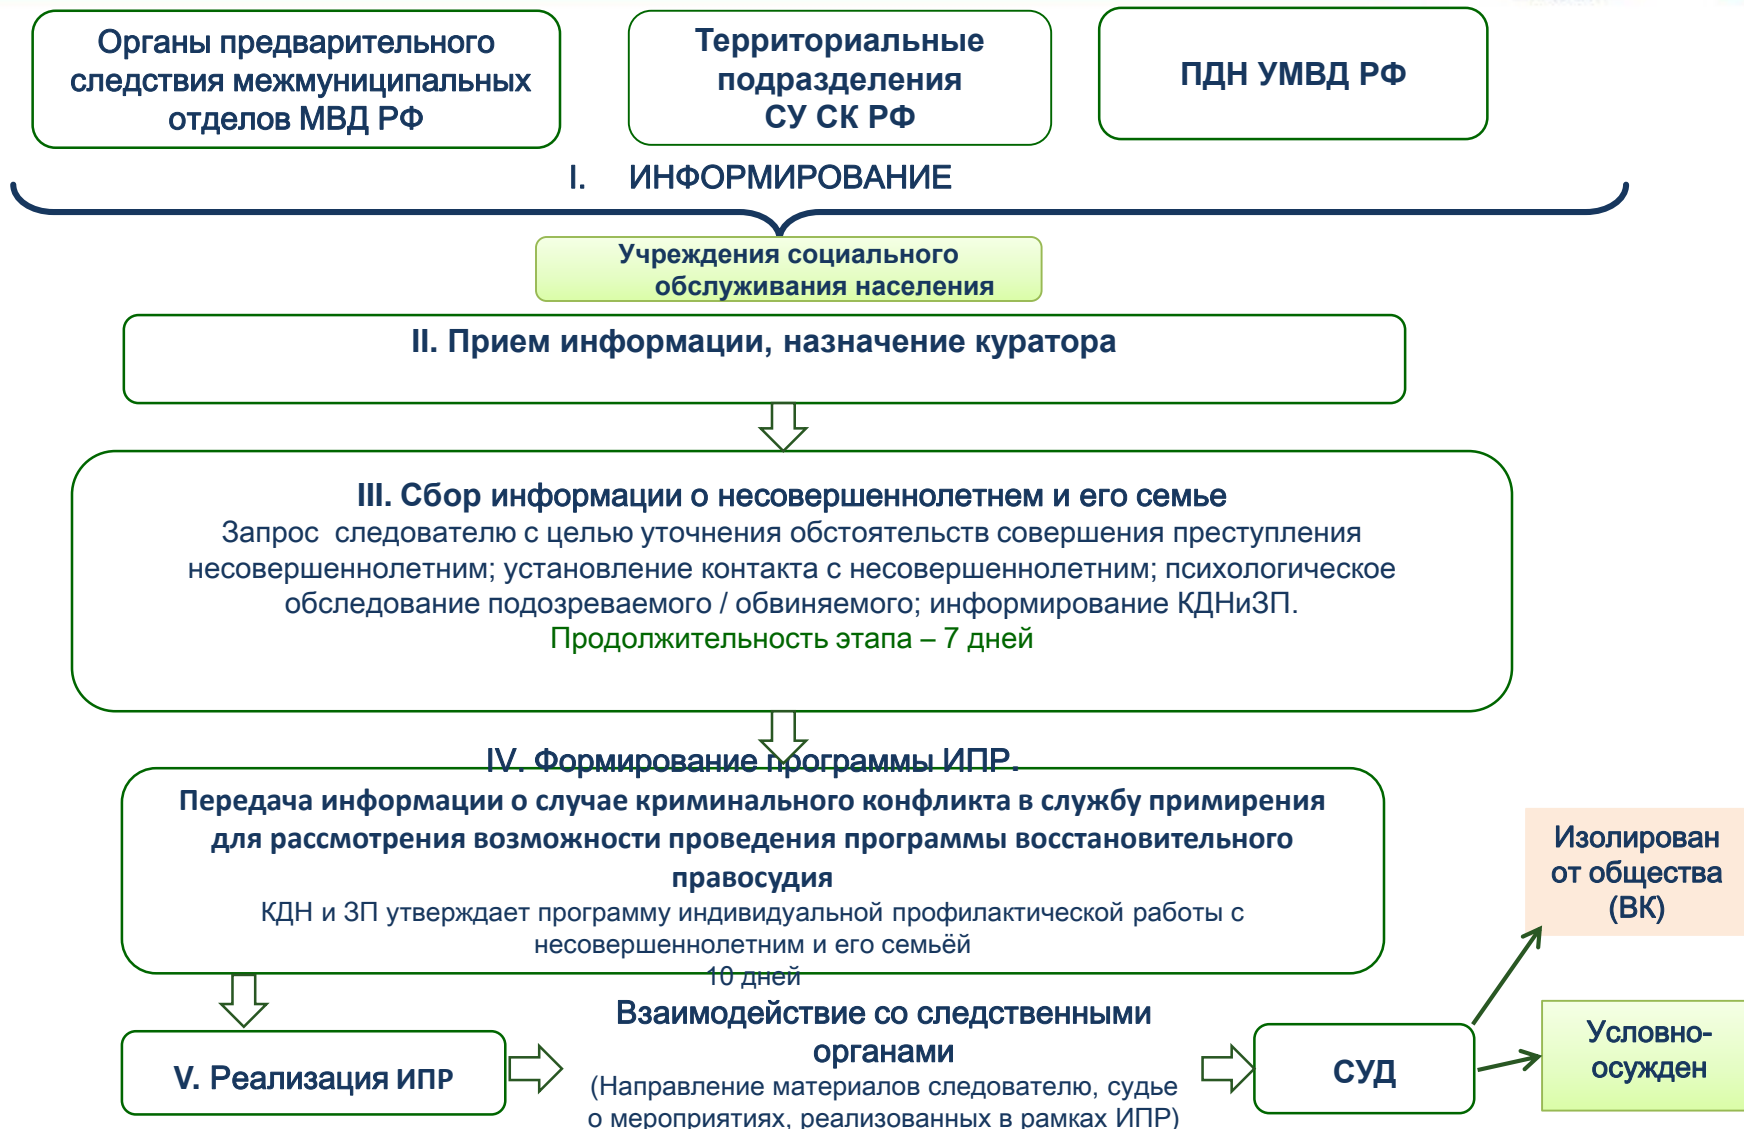 Органы предварительного
следствия межмуниципальных
отделов МВД РФ
Территориальные
подразделения
СУ СК РФ
ПДН УМВД РФ
I. ИНФОРМИРОВАНИЕ
Учреждения социального
обслуживания населения
II. Прием информации, назначение куратора
III. Сбор информации о несовершеннолетнем и его семье
Запрос следователю с целью уточнения обстоятельств совершения преступления
несовершеннолетним; установление контакта с несовершеннолетним; психологическое
обследование подозреваемого / обвиняемого; информирование КДНиЗП.
Продолжительность этапа – 7 дней
IV. Формирование программы ИПР.
Передача информации о случае криминального конфликта в службу примирения
для рассмотрения возможности проведения программы восстановительного
правосудия
КДН и ЗП утверждает программу индивидуальной профилактической работы с
несовершеннолетним и его семьёй
10 дней
V. Реализация ИПР
Взаимодействие со следственными
органами
(Направление материалов следователю, судье
о мероприятиях, реализованных в рамках ИПР)
СУД
Изолирован
от общества
(ВК)
Условно-
осужден